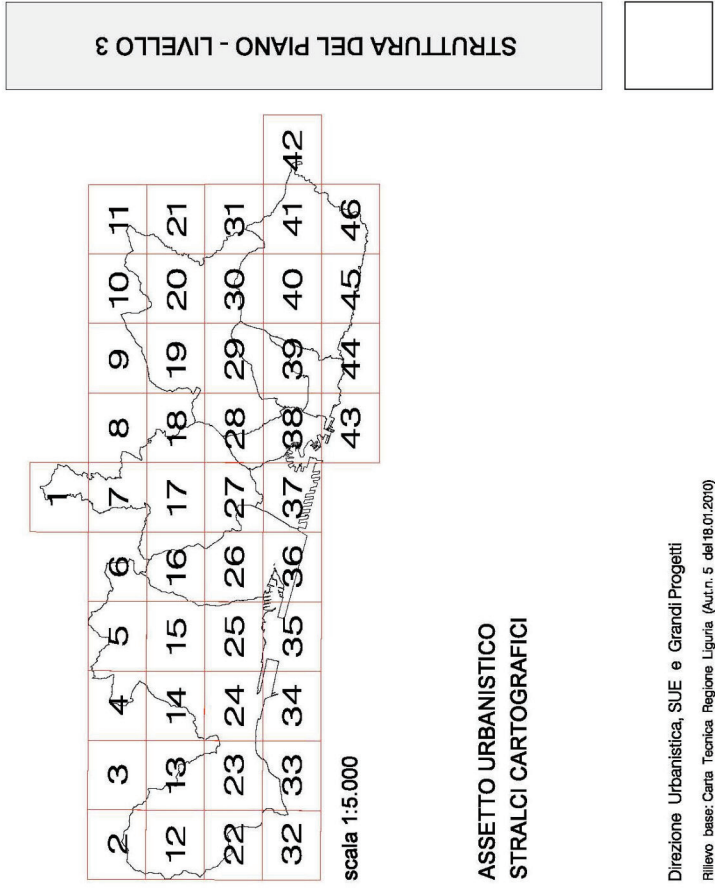 STRUTTURA DEL PIANO - LIVELLO 3
1
2 3 4 5 6 7 8 9 10 11
12 13 14 15 16 17 18 19 20 21
22 23 24 25 26 27 28 29 30 31
32 33 34 35 36 37 38 39 40 41 42
43 44 45 46
scala 1:5.000
ASSETTO URBANISTICO
STRALCI CARTOGRAFICI
Direzione Urbanistica, SUE e Grandi Progetti
Rilievo base: Carta Tecnica Regione Liguria (Aut.n. 5 del 18.01.2010)